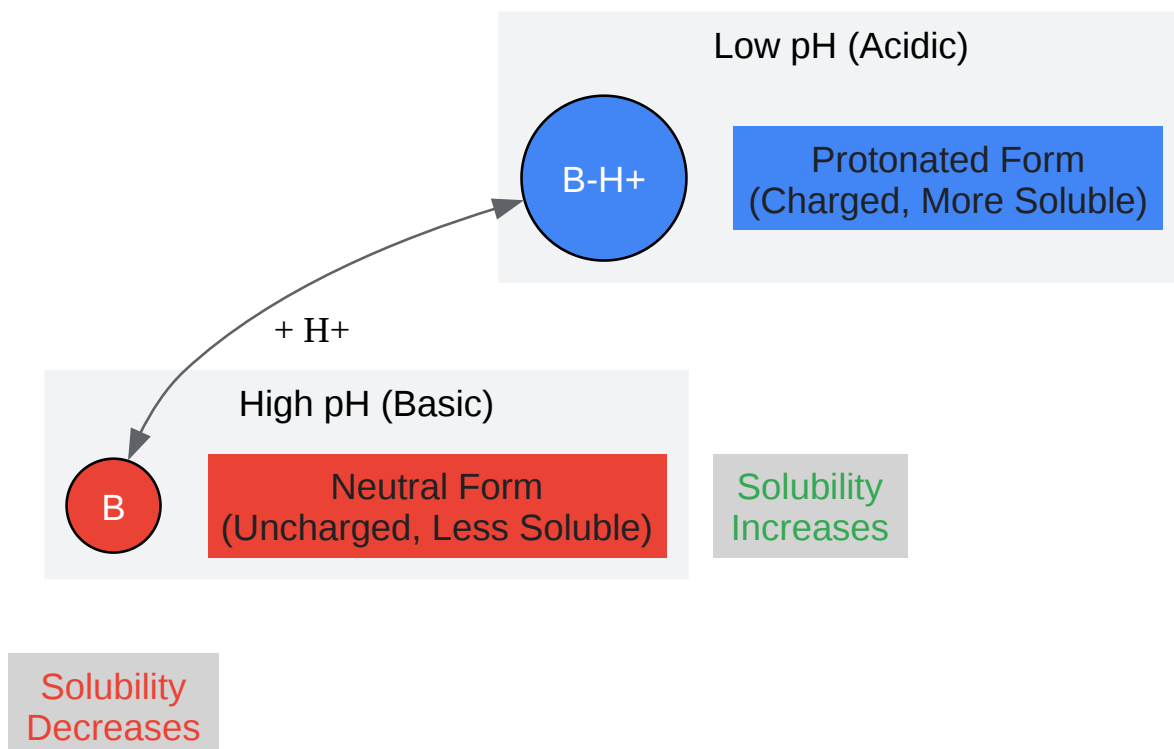 Low pH (Acidic)
B-H+
Protonated Form
(Charged, More Soluble)
+ H+
High pH (Basic)
B
Neutral Form
(Uncharged, Less Soluble)
Solubility
Increases
Solubility
Decreases